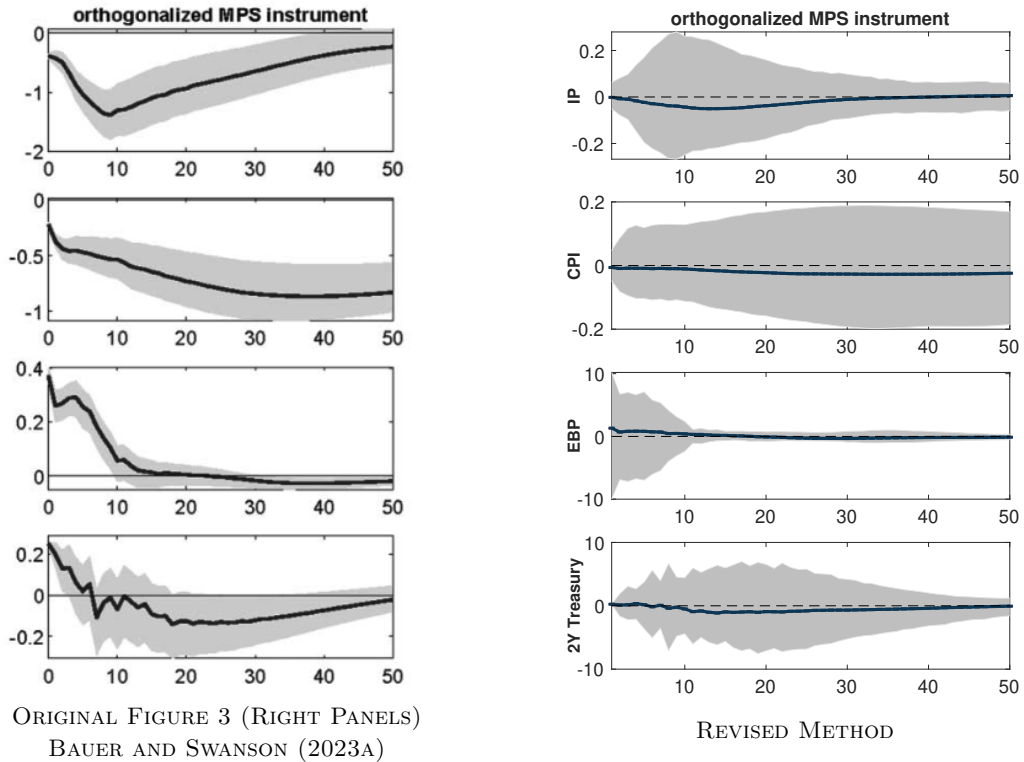 orthogonalized MPS instrument
0
-1
-2
0 10 20 30 40 50
0
-0.5
-1
0 10 20 30 40 50
0.4
0.2
0
0 10 20 30 40 50
0.2
0
-0.2
0 10 20 30 40 50
ORIGINAL FIGURE 3 (RIGHT PANELS)
BAUER AND SWANSON (2023A)
orthogonalized MPS instrument
IP
0.2
0
-0.2
10 20 30 40 50
CPI
0.2
0
-0.2
10 20 30 40 50
EBP
10
0
-10
10 20 30 40 50
2Y Treasury
10
0
-10
10 20 30 40 50
REVISED METHOD